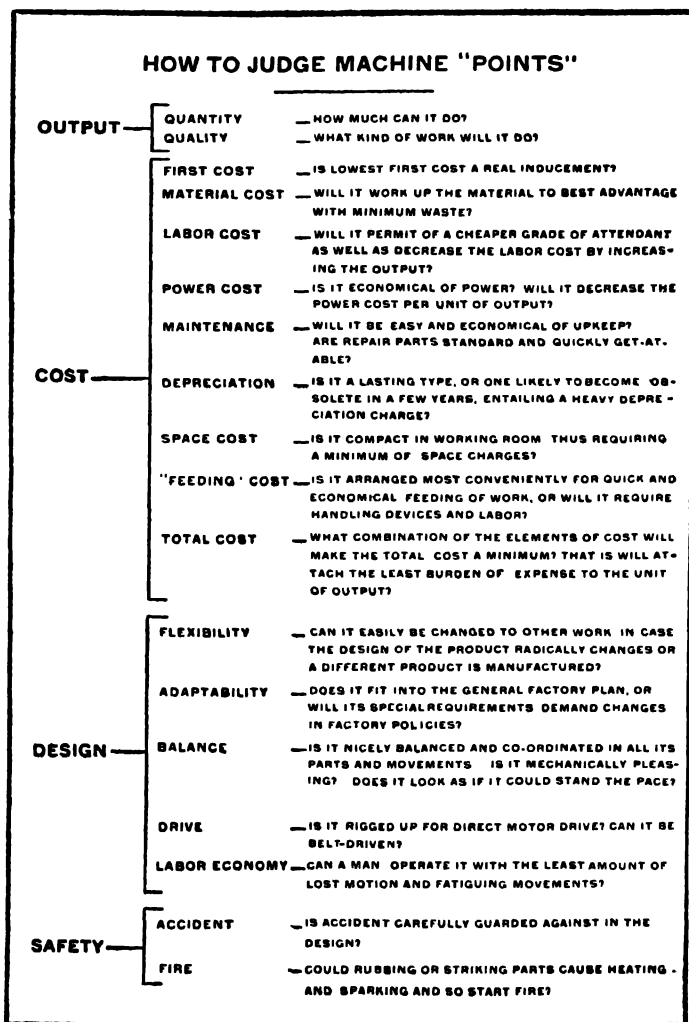 HOW TO JUDGE MACHINE "POINTS"
OUTPUT
QUANTITY — HOW MUCH CAN IT DO?
QUALITY — WHAT KIND OF WORK WILL IT DO?
COST
FIRST COST — IS LOWEST FIRST COST A REAL INDUCEMENT?
MATERIAL COST — WILL IT WORK UP THE MATERIAL TO BEST ADVANTAGE
WITH MINIMUM WASTE?
LABOR COST — WILL IT PERMIT OF A CHEAPER GRADE OF ATTENDANT
AS WELL AS DECREASE THE LABOR COST BY INCREAS-
ING THE OUTPUT?
POWER COST — IS IT ECONOMICAL OF POWER? WILL IT DECREASE THE
POWER COST PER UNIT OF OUTPUT?
MAINTENANCE — WILL IT BE EASY AND ECONOMICAL OF UPKEEP?
ARE REPAIR PARTS STANDARD AND QUICKLY GET-AT-
ABLE?
DEPRECIATION — IS IT A LASTING TYPE, OR ONE LIKELY TO BECOME OB-
SOLETE IN A FEW YEARS, ENTAILING A HEAVY DEPRE-
CIATION CHARGE?
SPACE COST — IS IT COMPACT IN WORKING ROOM THUS REQUIRING
A MINIMUM OF SPACE CHARGES?
"FEEDING' COST — IS IT ARRANGED MOST CONVENIENTLY FOR QUICK AND
ECONOMICAL FEEDING OF WORK, OR WILL IT REQUIRE
HANDLING DEVICES AND LABOR?
TOTAL COST — WHAT COMBINATION OF THE ELEMENTS OF COST WILL
MAKE THE TOTAL COST A MINIMUM? THAT IS WILL AT-
TACH THE LEAST BURDEN OF EXPENSE TO THE UNIT
OF OUTPUT?
DESIGN
FLEXIBILITY — CAN IT EASILY BE CHANGED TO OTHER WORK IN CASE
THE DESIGN OF THE PRODUCT RADICALLY CHANGES OR
A DIFFERENT PRODUCT IS MANUFACTURED?
ADAPTABILITY — DOES IT FIT INTO THE GENERAL FACTORY PLAN, OR
WILL ITS SPECIAL REQUIREMENTS DEMAND CHANGES
IN FACTORY POLICIES?
BALANCE — IS IT NICELY BALANCED AND CO-ORDINATED IN ALL ITS
PARTS AND MOVEMENTS IS IT MECHANICALLY PLEAS-
ING? DOES IT LOOK AS IF IT COULD STAND THE PACE?
DRIVE — IS IT RIGGED UP FOR DIRECT MOTOR DRIVE? CAN IT BE
BELT-DRIVEN?
LABOR ECONOMY — CAN A MAN OPERATE IT WITH THE LEAST AMOUNT OF
LOST MOTION AND FATIGUING MOVEMENTS?
SAFETY
ACCIDENT — IS ACCIDENT CAREFULLY GUARDED AGAINST IN THE
DESIGN?
FIRE — COULD RUBBING OR STRIKING PARTS CAUSE HEATING
AND SPARKING AND SO START FIRE?